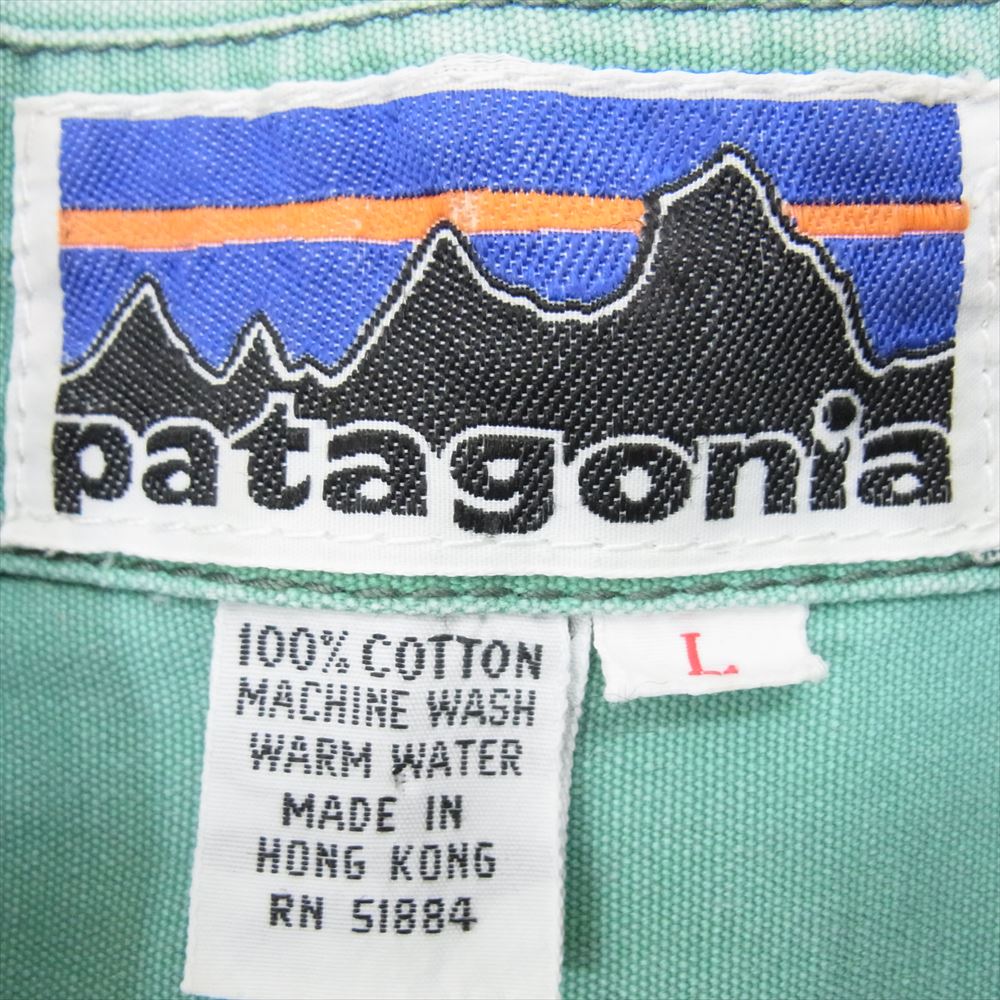 patagonia
100% COTTON
MACHINE WASH
WARM WATER
MADE IN
HONG KONG
RN 51884
L